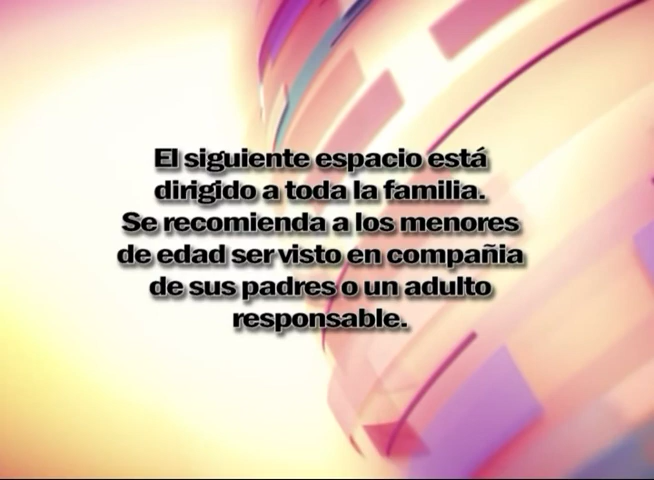 El siguiente espacio está
dirigido a toda la familia.
Se recomienda a los menores
de edad ser visto en compañia
de sus padres o un adulto
responsable.